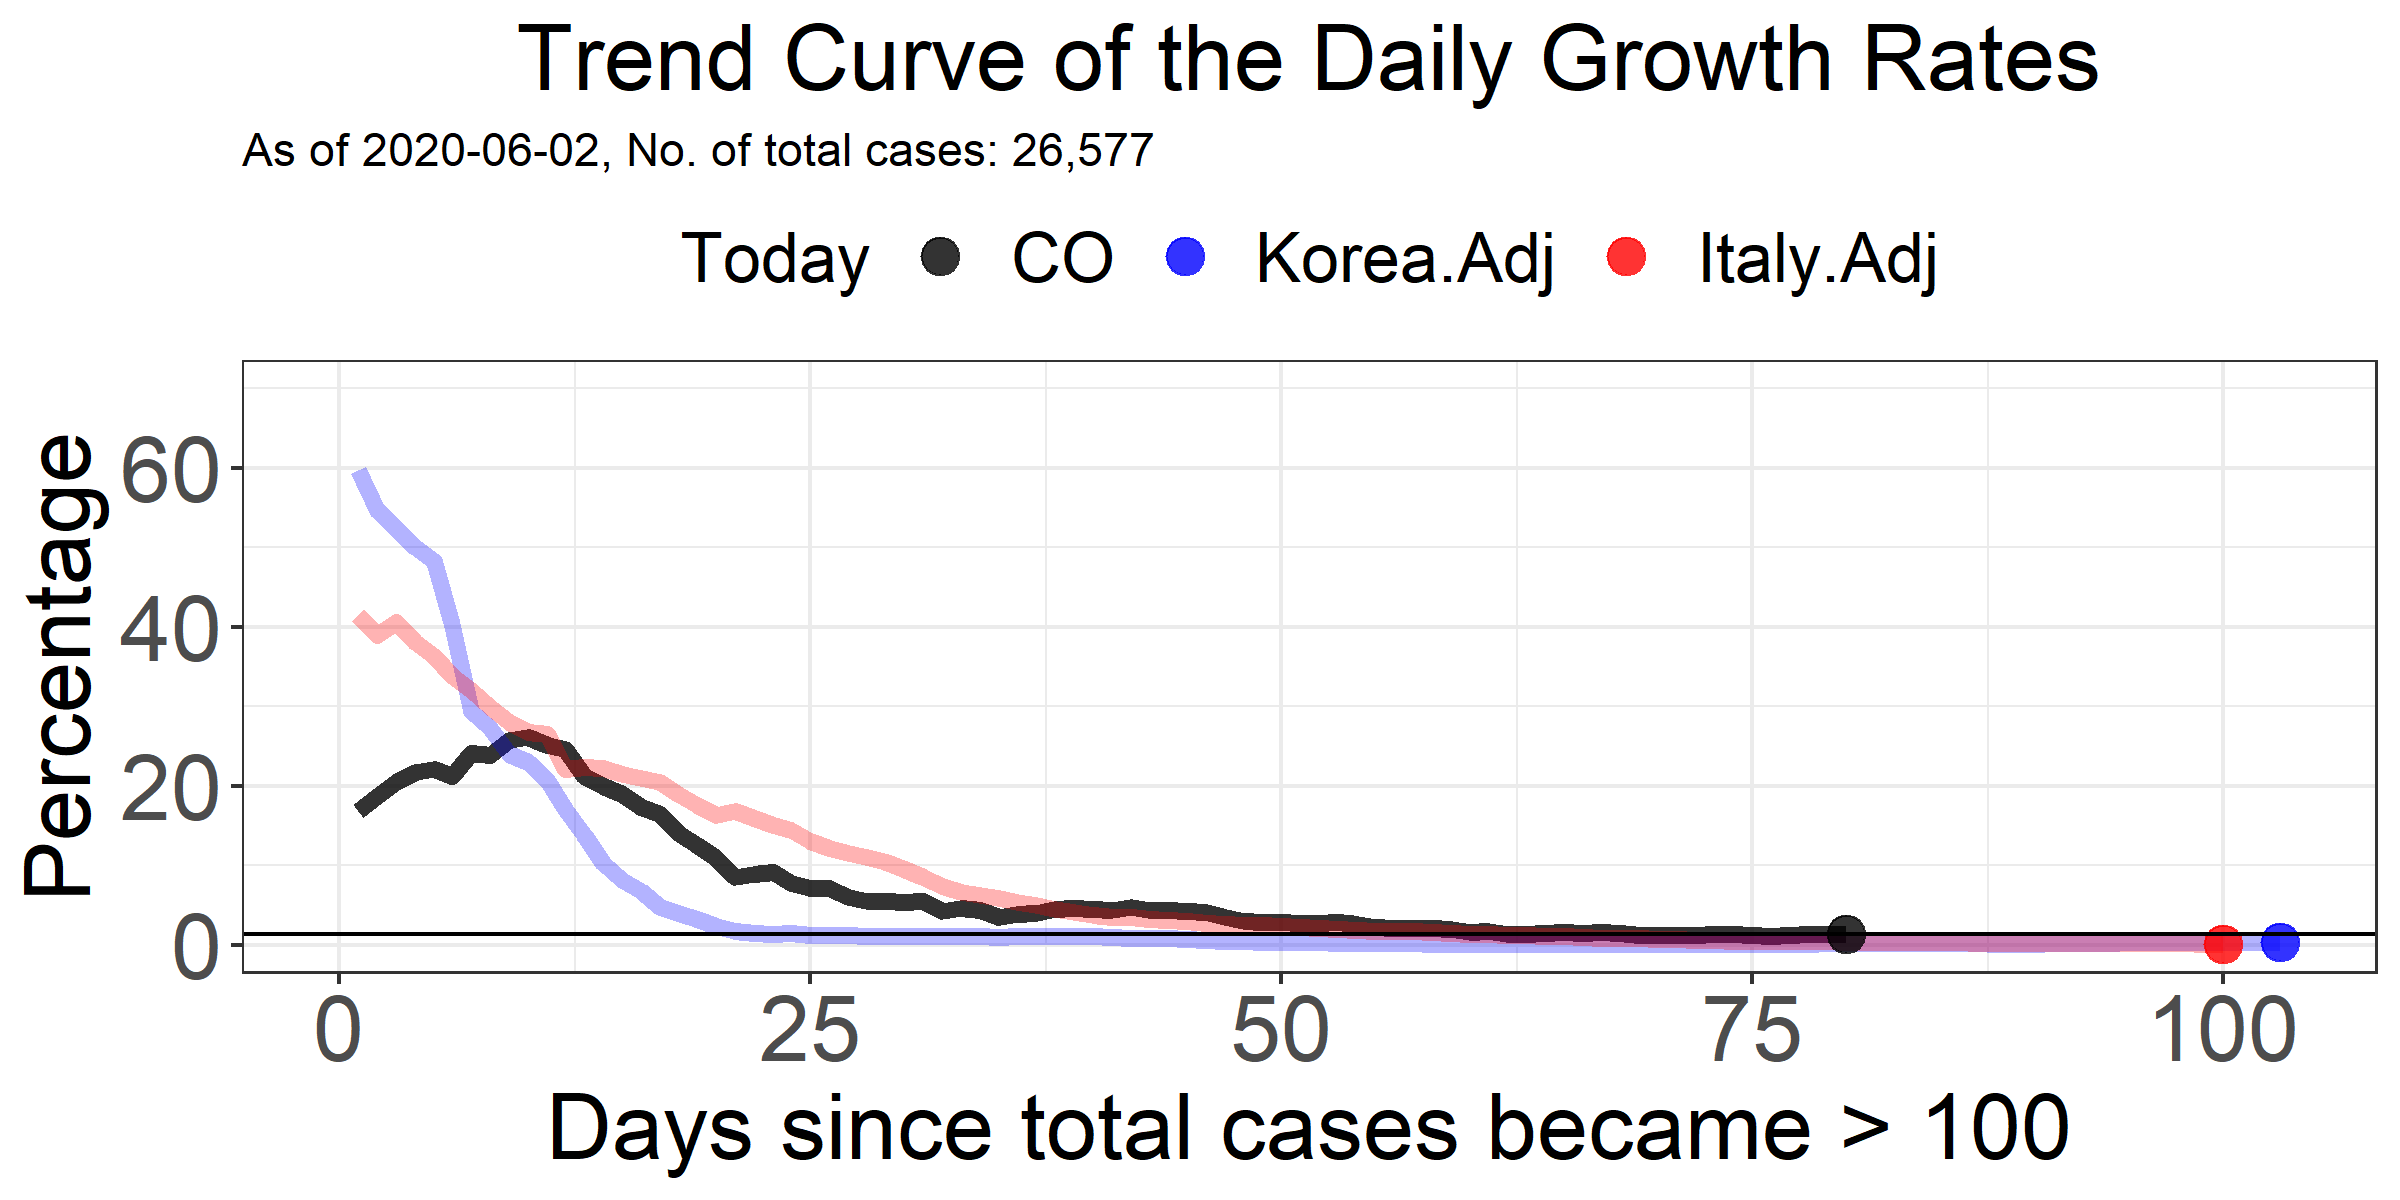 Trend Curve of the Daily Growth Rates
As of 2020-06-02, No. of total cases: 26,577
Today CO Korea.Adj Italy.Adj
Percentage
60
40
20
0
0 25 50 75 100
Days since total cases became > 100